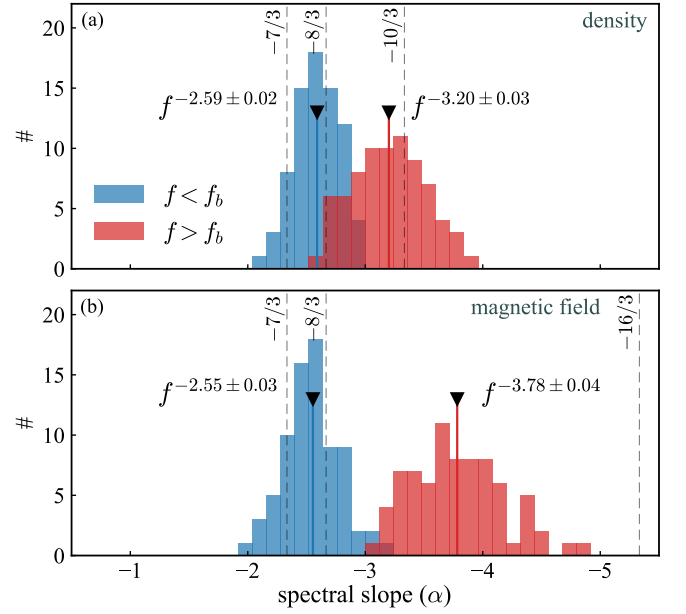 (a)
density
−7/3
−8/3
−10/3
f^{−2.59 ± 0.02}
f^{−3.20 ± 0.03}
f < f_b
f > f_b
#
20
15
10
5
0
(b)
magnetic field
−7/3
−8/3
−16/3
f^{−2.55 ± 0.03}
f^{−3.78 ± 0.04}
#
20
15
10
5
0
−1 −2 −3 −4 −5
spectral slope (α)